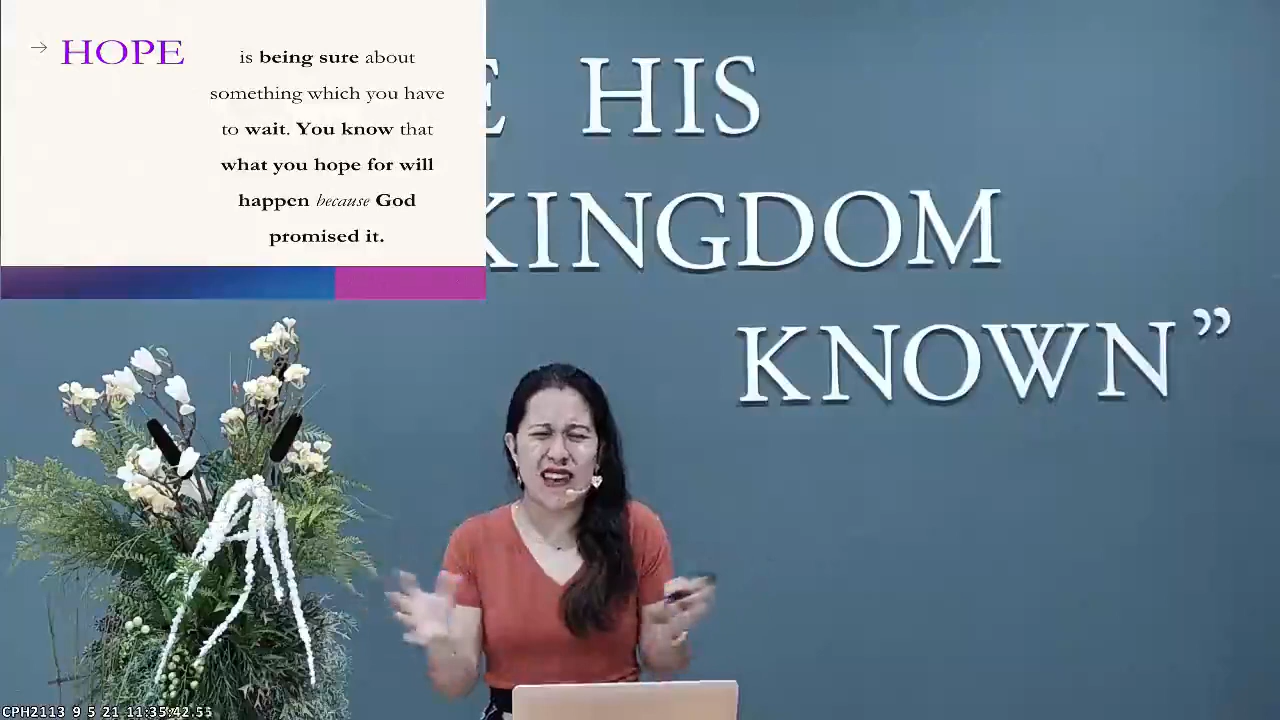 → HOPE
is being sure about
something which you have
to wait. You know that
what you hope for will
happen because God
promised it.
E HIS
KINGDOM
KNOWN”
CPH2113 9 5 21 11:35:42.55